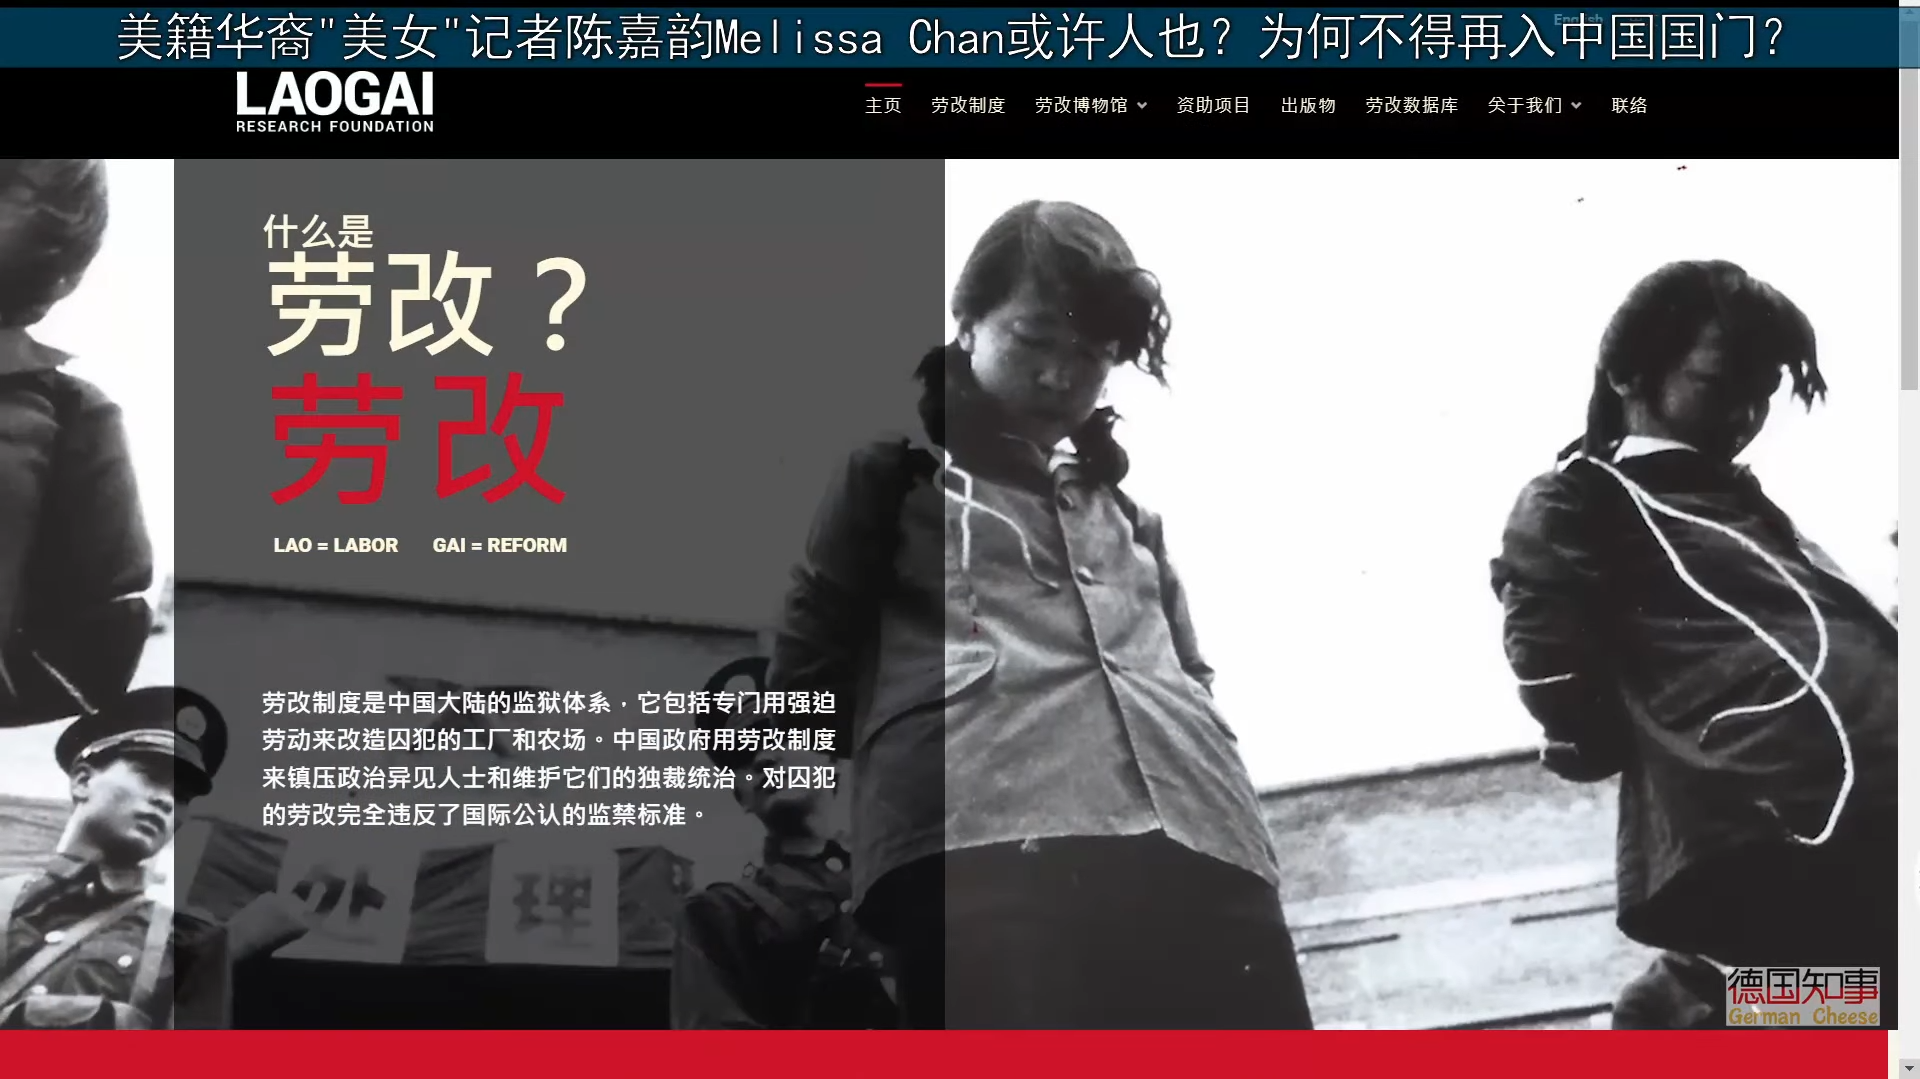 美籍华裔"美女"记者陈嘉韵Melissa Chan或许人也？为何不得再入中国国门？
English
LAOGAI
RESEARCH FOUNDATION
主页 劳改制度 劳改博物馆 资助项目 出版物 劳改数据库 关于我们 联络
什么是
劳改？
劳改
LAO = LABOR GAI = REFORM
劳改制度是中国大陆的监狱体系，它包括专门用强迫
劳动来改造囚犯的工厂和农场。中国政府用劳改制度
来镇压政治异见人士和维护它们的独裁统治。对囚犯
的劳改完全违反了国际公认的监禁标准。
处理
德国知事
German Cheese